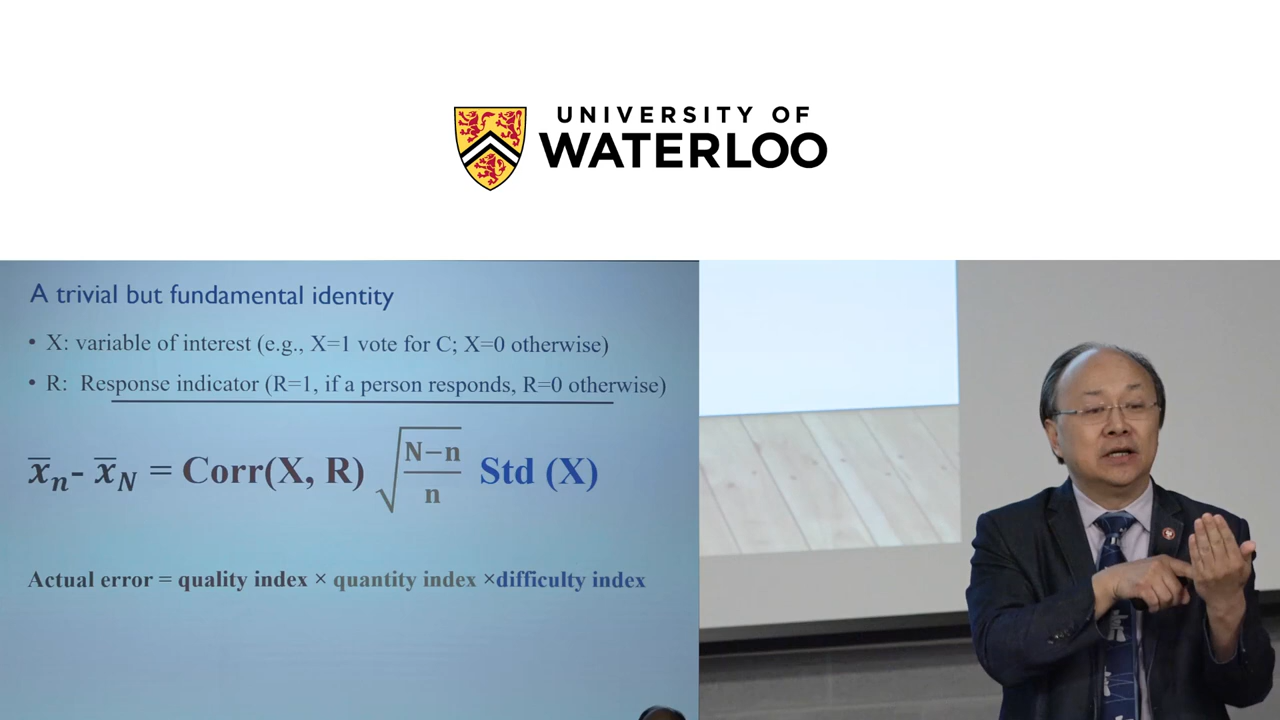 UNIVERSITY OF
WATERLOO
A trivial but fundamental identity
• X: variable of interest (e.g., X=1 vote for C; X=0 otherwise)
• R: Response indicator (R=1, if a person responds, R=0 otherwise)
x̅ₙ- x̅_N = Corr(X, R) √((N−n)/n) Std (X)
Actual error = quality index × quantity index ×difficulty index